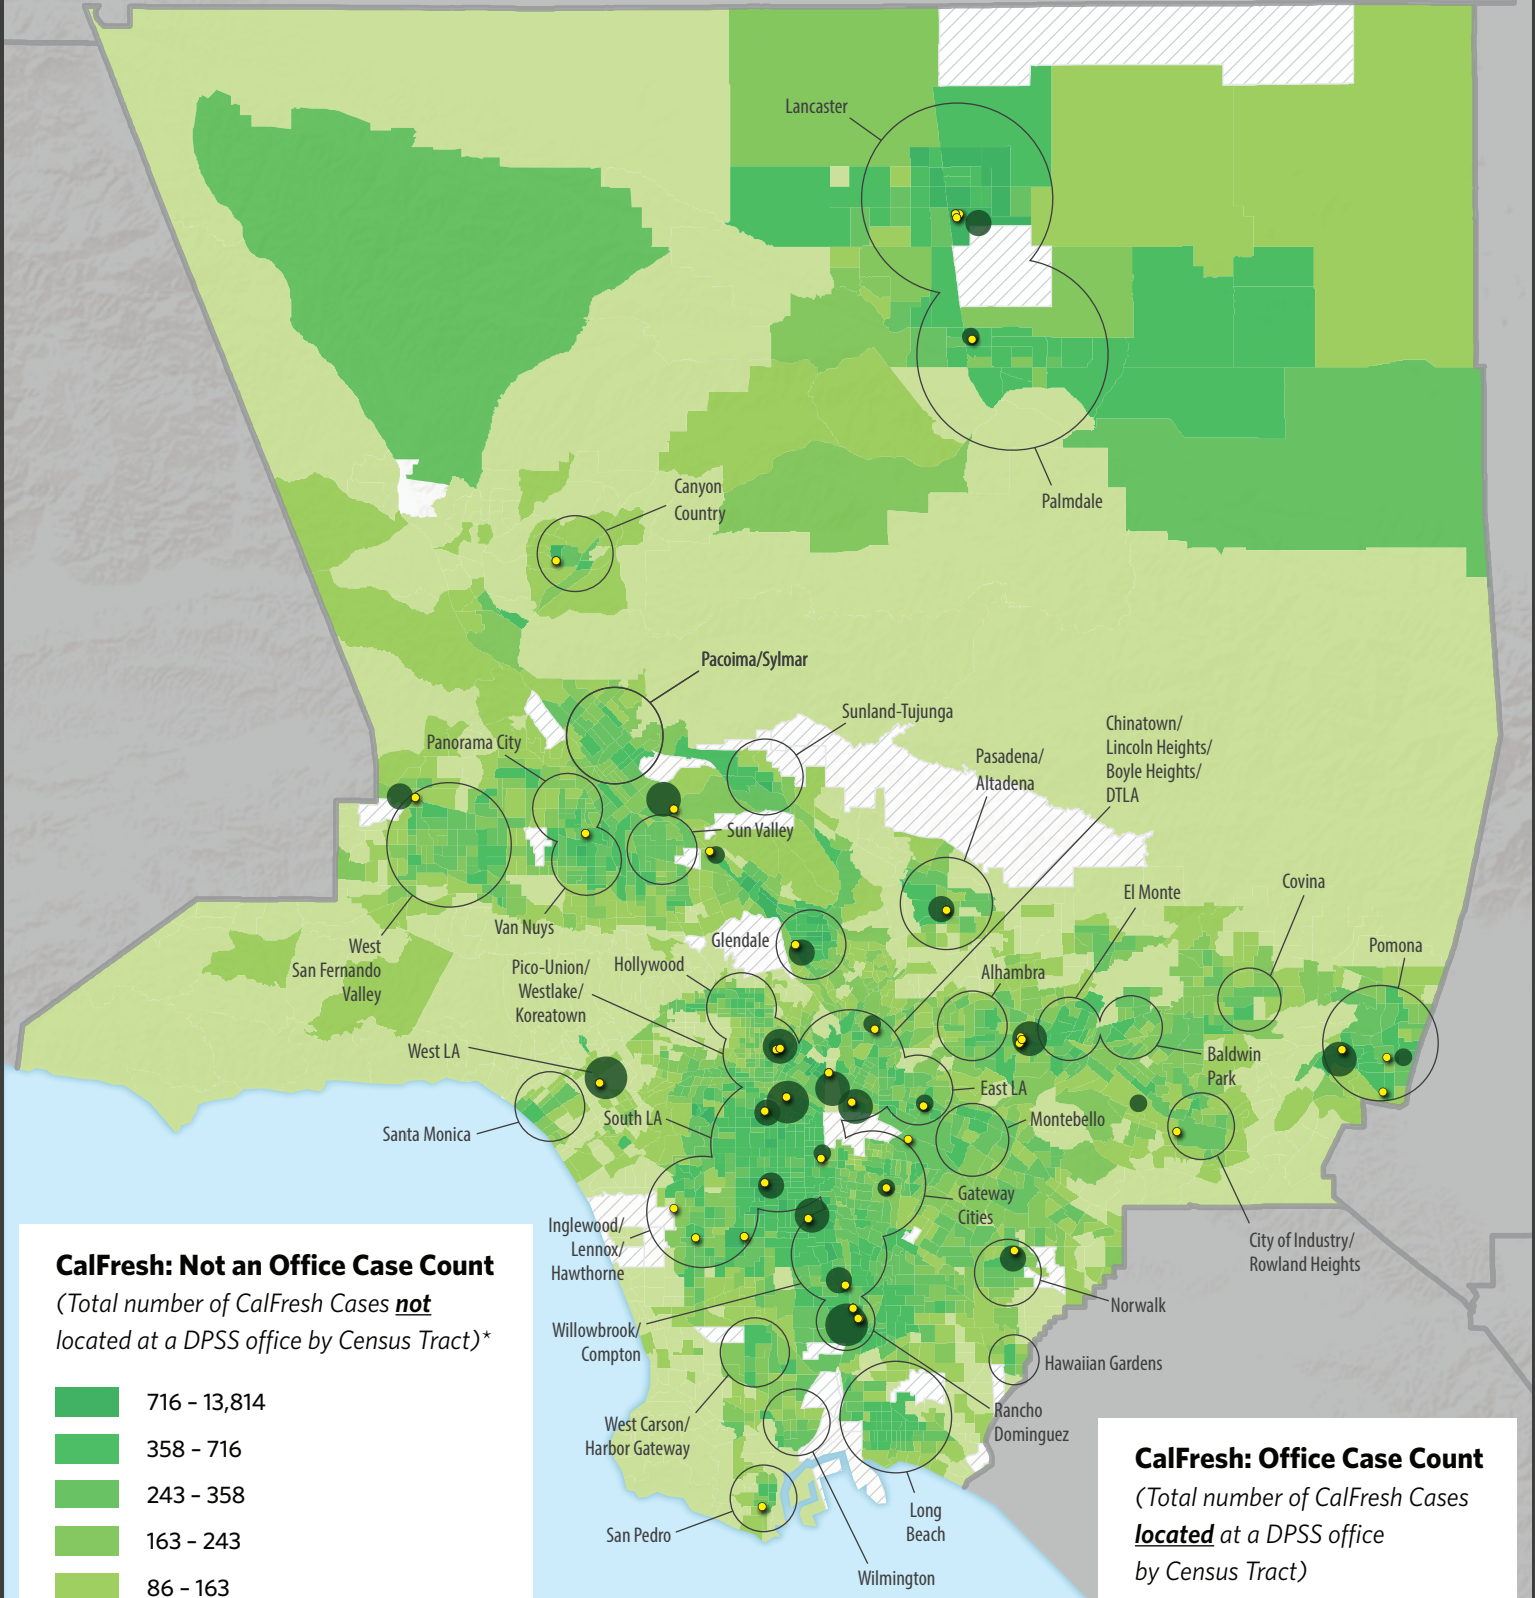 Lancaster
Canyon
Country
Palmdale
Pacoima/Sylmar
Sunland-Tujunga
Chinatown/
Lincoln Heights/
Boyle Heights/
DTLA
Panorama City
Pasadena/
Altadena
Sun Valley
El Monte
Covina
Van Nuys
West
San Fernando
Valley
Glendale
Hollywood
Pico-Union/
Westlake/
Koreatown
Alhambra
Pomona
West LA
Baldwin
Park
East LA
South LA
Montebello
Santa Monica
Gateway
Cities
Inglewood/
Lennox/
Hawthorne
City of Industry/
Rowland Heights
Norwalk
Willowbrook/
Compton
Hawaiian Gardens
Rancho
Dominguez
West Carson/
Harbor Gateway
Long
Beach
San Pedro
Wilmington
CalFresh: Not an Office Case Count
(Total number of CalFresh Cases not
located at a DPSS office by Census Tract)*
716 – 13,814
358 – 716
243 – 358
163 – 243
86 – 163
CalFresh: Office Case Count
(Total number of CalFresh Cases
located at a DPSS office
by Census Tract)